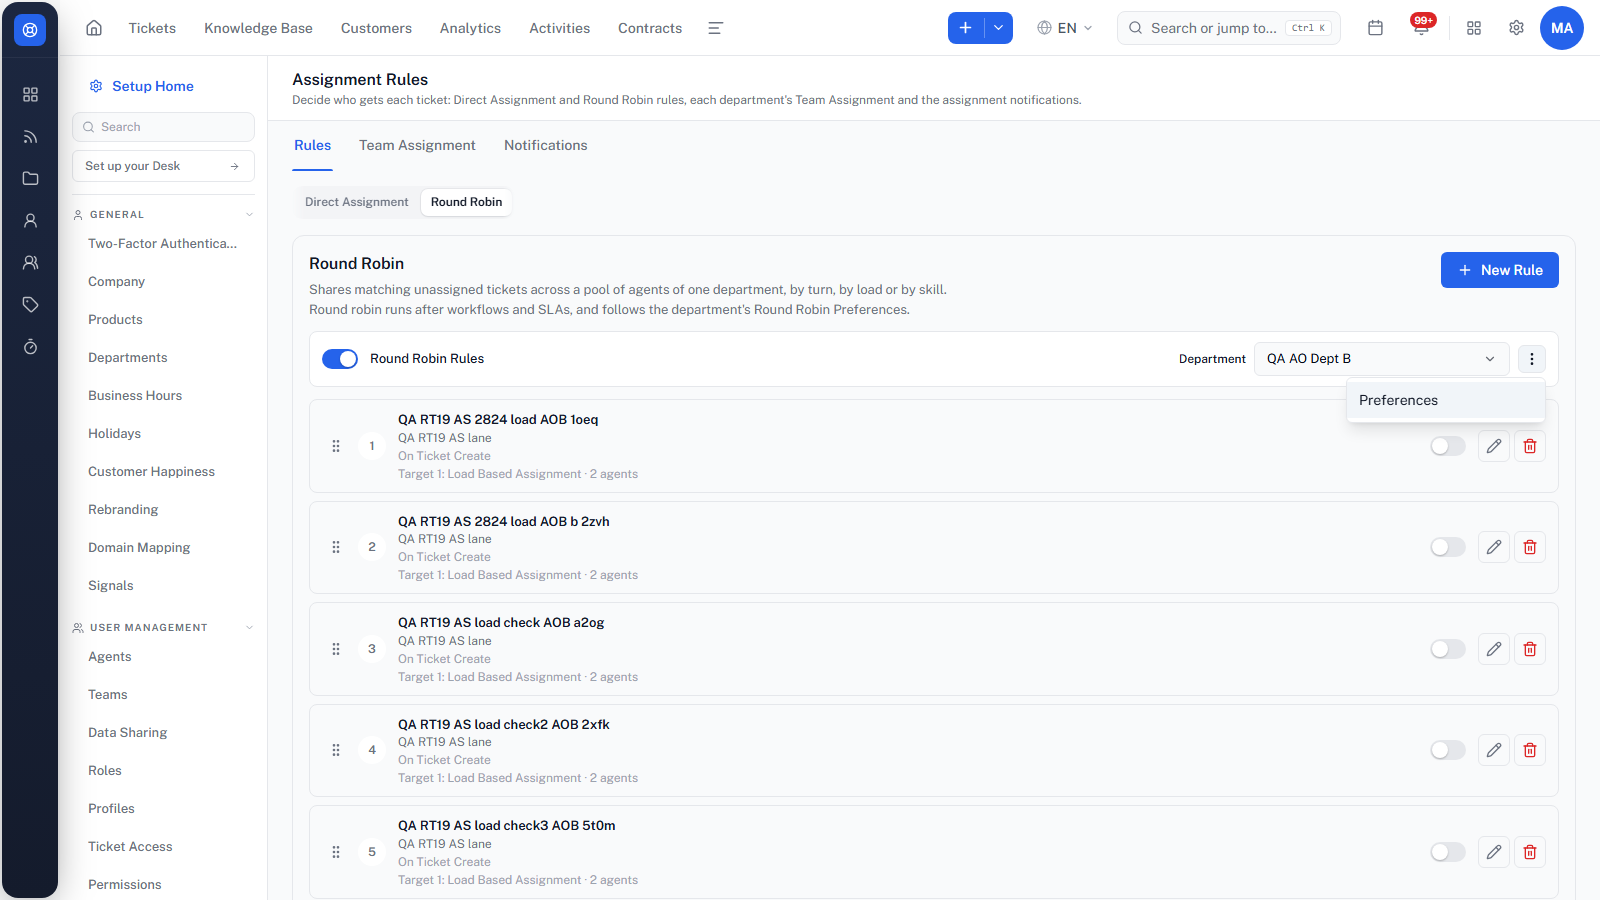 Tickets
Knowledge Base
Customers
Analytics
Activities
Contracts
EN
Search or jump to...
Ctrl K
99+
MA
Setup Home
Search
Set up your Desk
GENERAL
Two-Factor Authentica...
Company
Products
Departments
Business Hours
Holidays
Customer Happiness
Rebranding
Domain Mapping
Signals
USER MANAGEMENT
Agents
Teams
Data Sharing
Roles
Profiles
Ticket Access
Permissions
Assignment Rules
Decide who gets each ticket: Direct Assignment and Round Robin rules, each department's Team Assignment and the assignment notifications.
Rules
Team Assignment
Notifications
Direct Assignment
Round Robin
Round Robin
Shares matching unassigned tickets across a pool of agents of one department, by turn, by load or by skill.
Round robin runs after workflows and SLAs, and follows the department's Round Robin Preferences.
New Rule
Round Robin Rules
Department
QA AO Dept B
Preferences
1
QA RT19 AS 2824 load AOB 1oeq
QA RT19 AS lane
On Ticket Create
Target 1: Load Based Assignment · 2 agents
2
QA RT19 AS 2824 load AOB b 2zvh
QA RT19 AS lane
On Ticket Create
Target 1: Load Based Assignment · 2 agents
3
QA RT19 AS load check AOB a2og
QA RT19 AS lane
On Ticket Create
Target 1: Load Based Assignment · 2 agents
4
QA RT19 AS load check2 AOB 2xfk
QA RT19 AS lane
On Ticket Create
Target 1: Load Based Assignment · 2 agents
5
QA RT19 AS load check3 AOB 5t0m
QA RT19 AS lane
On Ticket Create
Target 1: Load Based Assignment · 2 agents